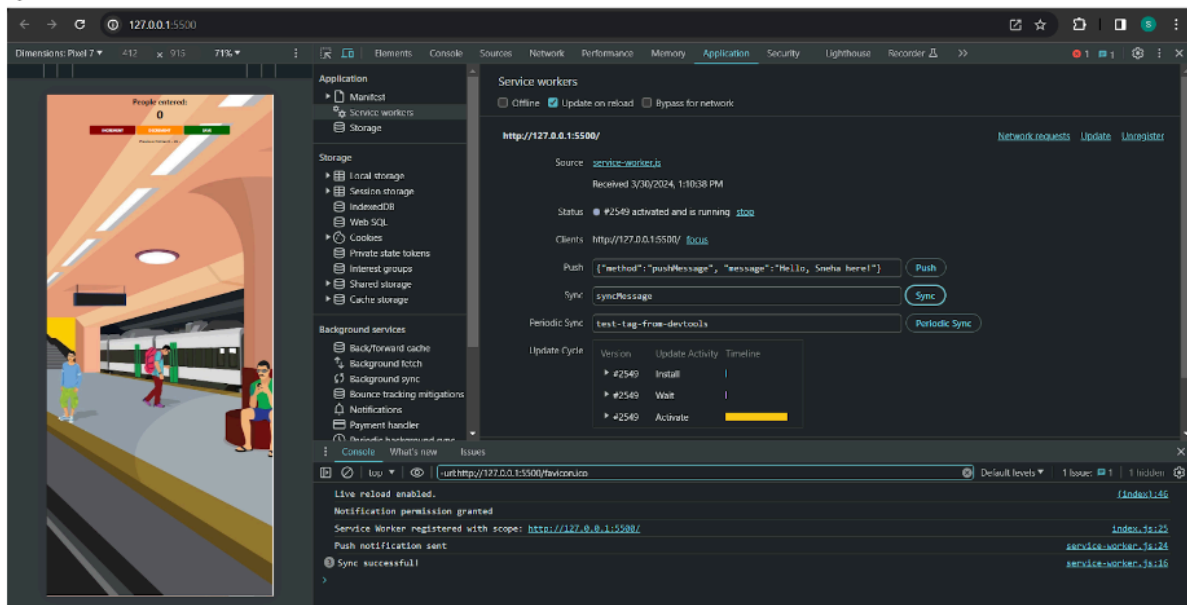 127.0.0.1:5500
S
Dimensions: Pixel 7 412 x 915 71%
Elements Console Sources Network Performance Memory Application Security Lighthouse Recorder » 1 1
People entered:
0
INCREMENT
Application
Manifest
Service workers
Storage
Storage
Local storage
Session storage
IndexedDB
Web SQL
Cookies
Private state tokens
Interest groups
Shared storage
Cache storage
Background services
Back/forward cache
Background fetch
Background sync
Bounce tracking mitigations
Notifications
Payment handler
Periodic background sync
Service workers
Offline Update on reload Bypass for network
http://127.0.0.1:5500/ Network requests Update Unregister
Source service-worker.js
Received 3/30/2024, 1:10:38 PM
Status #2549 activated and is running stop
Clients http://127.0.0.1:5500/ focus
Push {"method":"pushMessage", "message":"Hello, Sneha here!"} Push
Sync syncMessage Sync
Periodic Sync test-tag-from-devtools Periodic Sync
Update Cycle Version Update Activity Timeline
#2549 Install
#2549 Wait
#2549 Activate
Console What's new Issues
top -url:http://127.0.0.1:5500/favicon.ico Default levels 1 Issue: 1 1 hidden
Live reload enabled. (index):46
Notification permission granted
Service Worker registered with scope: http://127.0.0.1:5500/ index.js:25
Push notification sent service-worker.js:24
3 Sync successful! service-worker.js:16